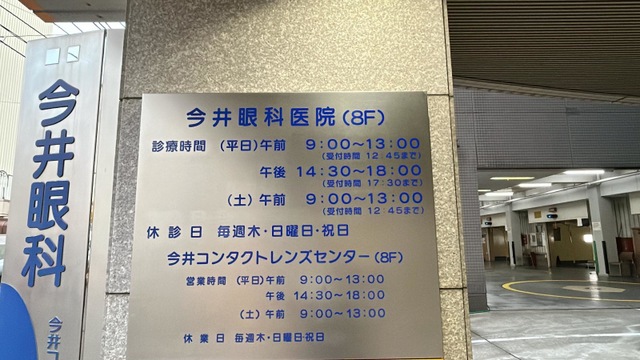 今井眼科
今井コ
今井眼科医院(8F)
診療時間 (平日)午前 9:00〜13:00
(受付時間 12:45まで)
午後 14:30〜18:00
(受付時間 17:30まで)
(土)午前 9:00〜13:00
(受付時間 12:45まで)
休診日 毎週木・日曜日・祝日
今井コンタクトレンズセンター(8F)
営業時間 (平日)午前 9:00〜13:00
午後 14:30〜18:00
(土)午前 9:00〜13:00
休業日 毎週木・日曜日・祝日